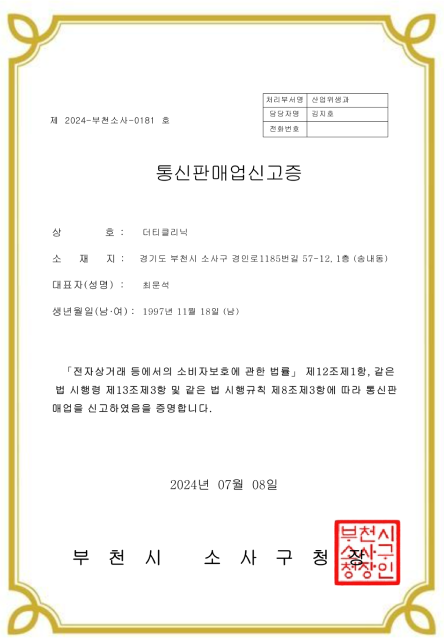 처리부서명 산업위생과
담당자명 김지호
전화번호
제 2024-부천소사-0181 호
통신판매업신고증
상 호 : 더티클리닉
소 재 지 : 경기도 부천시 소사구 경인로1185번길 57-12, 1층 (송내동)
대표자(성명) : 최문석
생년월일(남·여) : 1997년 11월 18일 (남)
「전자상거래 등에서의 소비자보호에 관한 법률」 제12조제1항, 같은
법 시행령 제13조제3항 및 같은 법 시행규칙 제8조제3항에 따라 통신판
매업을 신고하였음을 증명합니다.
2024년 07월 08일
부 천 시 소 사 구 청 장
부천시
소사구
청장인